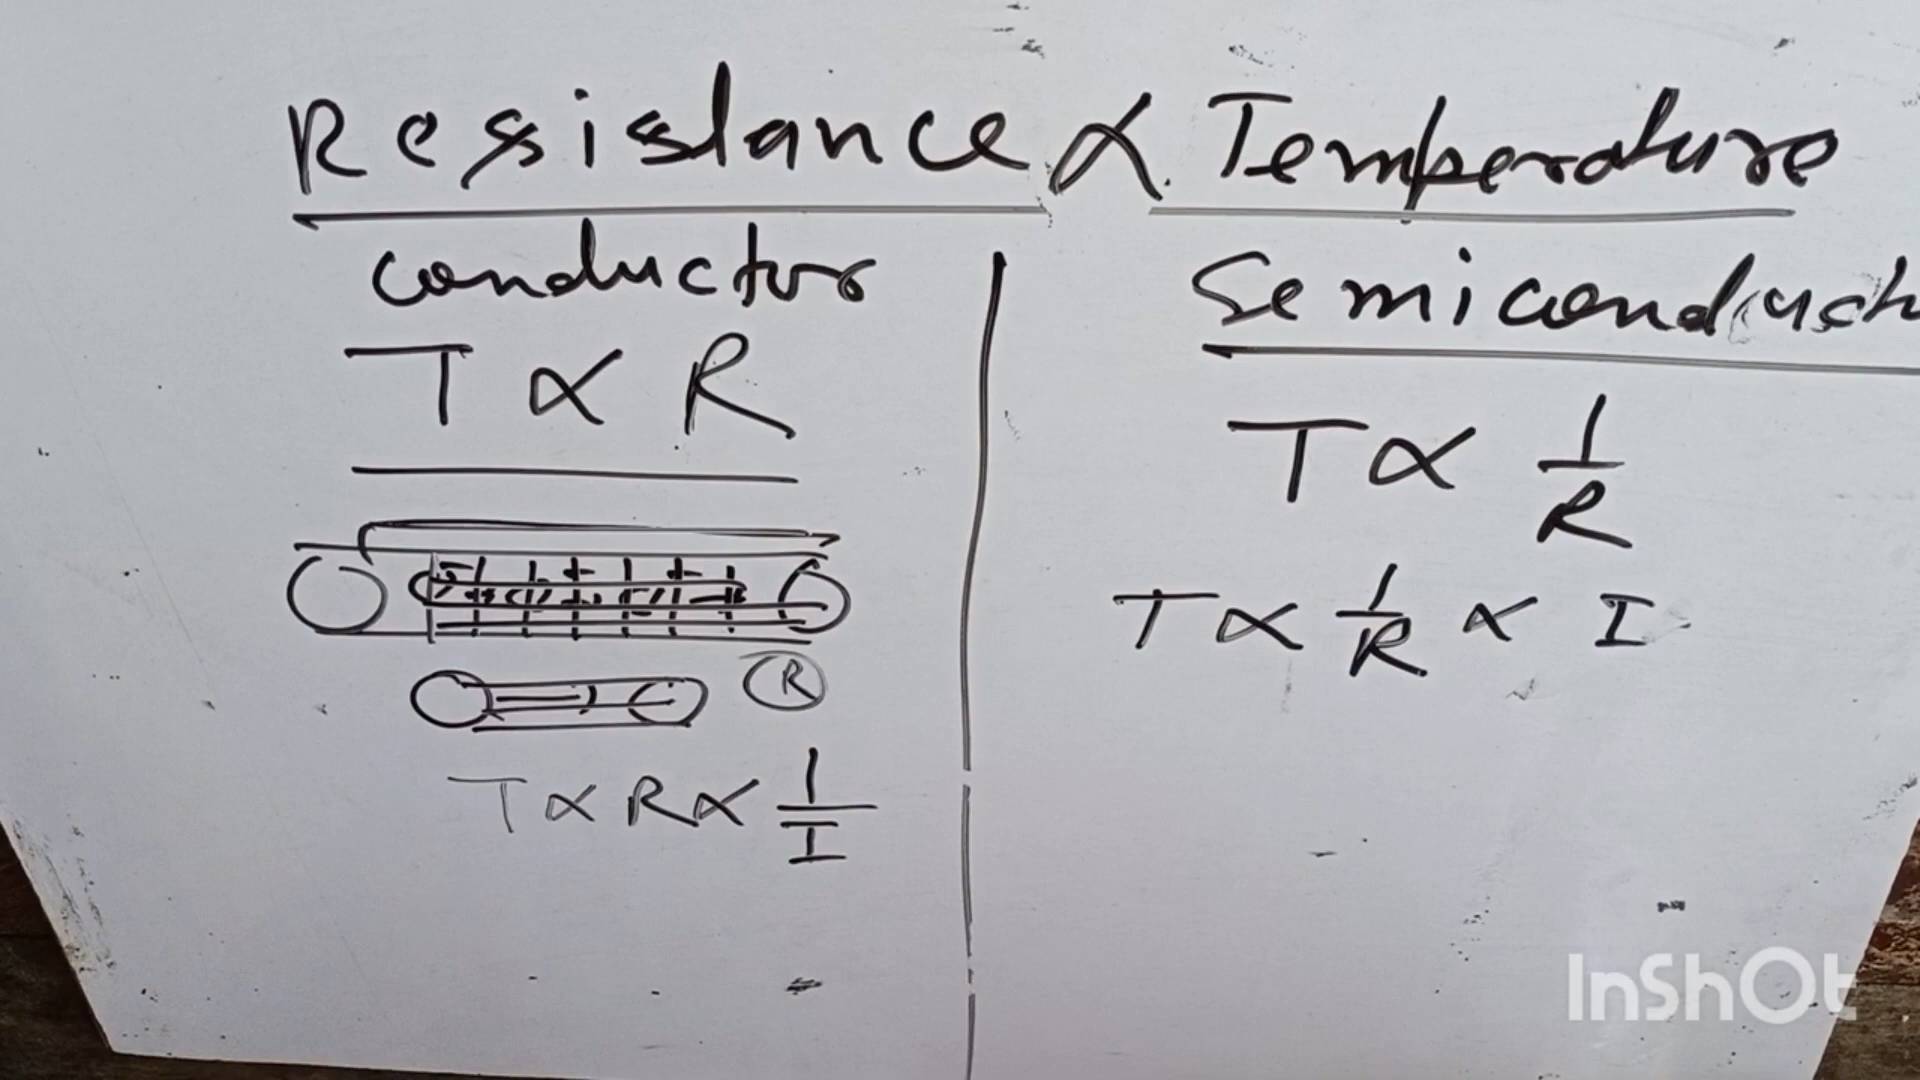 Resistance ∝ Temperature
conductor
T ∝ R
R
T ∝ R ∝ 1/I
Semiconduct
T ∝ 1/R
T ∝ 1/R ∝ I
InShOt